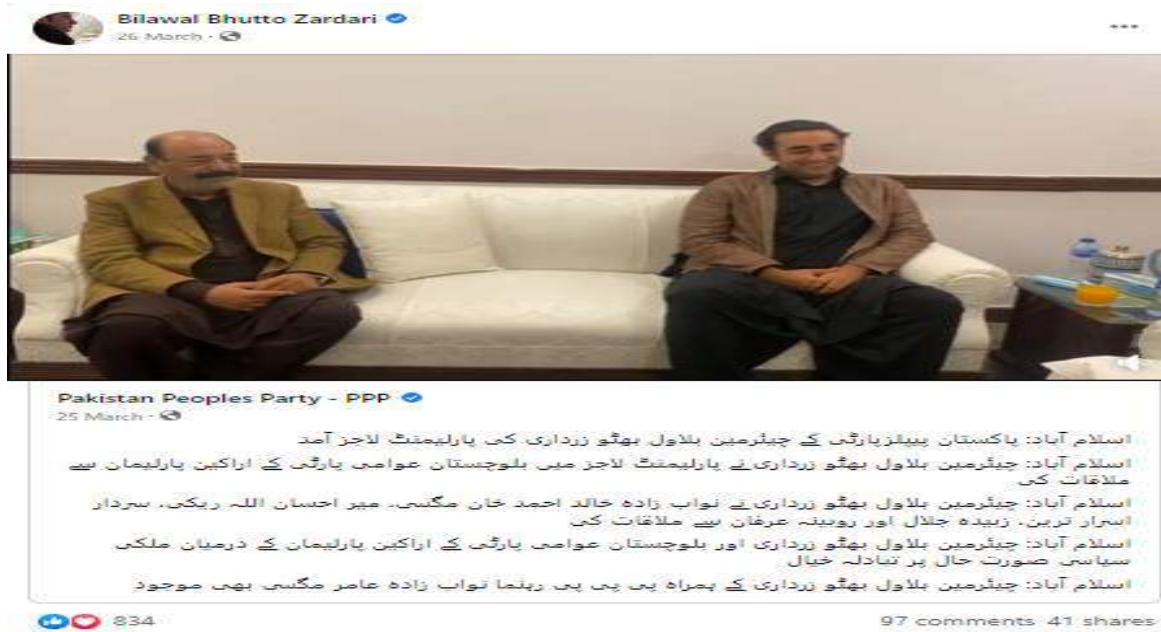 Bilawal Bhutto Zardari
26 March ·
Pakistan Peoples Party - PPP
25 March ·
اسلام آباد: پاکستان پیپلزپارٹی کے چیئرمین بلاول بھٹو زرداری کی پارلیمنٹ لاجز آمد
اسلام آباد: چیئرمین بلاول بھٹو زرداری نے پارلیمنٹ لاجز میں بلوچستان عوامی پارٹی کے اراکین پارلیمان سے
ملاقات کی
اسلام آباد: چیئرمین بلاول بھٹو زرداری نے نواب زادہ خالد احمد خان مگسی، میر احسان اللہ ریکی، سردار
اسرار ترین، زبیدہ جلال اور روبینہ عرفان سے ملاقات کی
اسلام آباد: چیئرمین بلاول بھٹو زرداری اور بلوچستان عوامی پارٹی کے اراکین پارلیمان کے درمیان ملکی
سیاسی صورت حال پر تبادلہ خیال
اسلام آباد: چیئرمین بلاول بھٹو زرداری کے ہمراہ پی پی پی رہنما نواب زادہ عامر مگسی بھی موجود
834
97 comments 41 shares